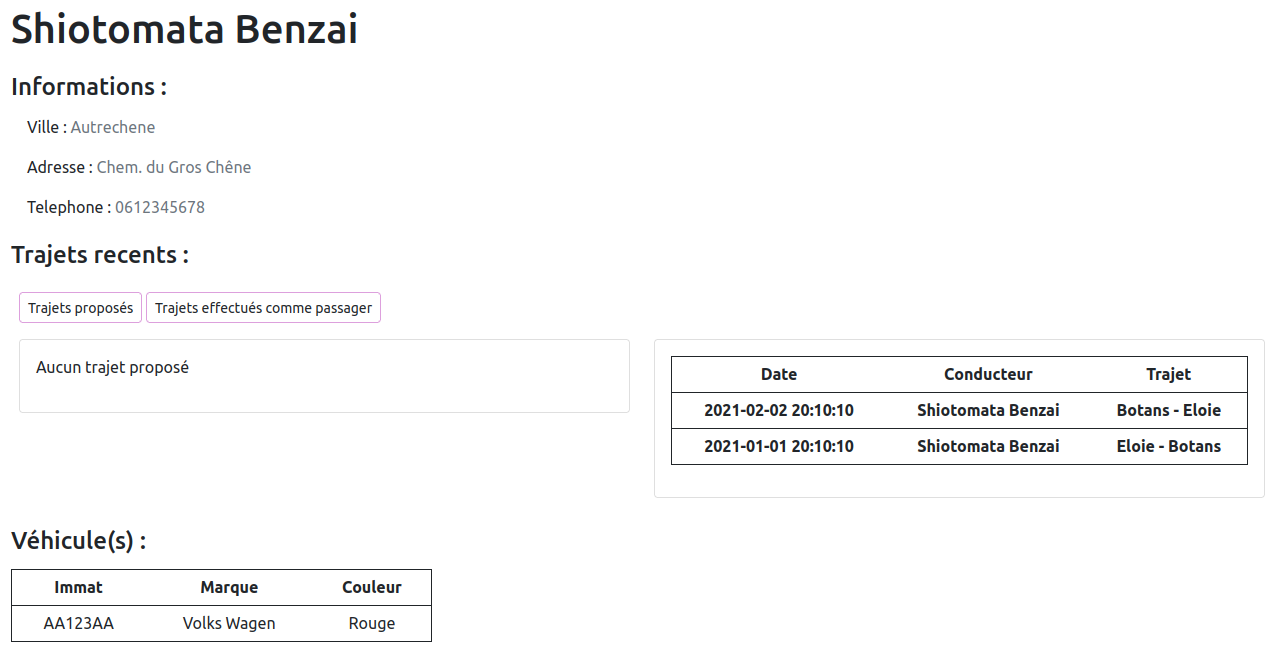 Shiotomata Benzai
Informations :
Ville : Autrechene
Adresse : Chem. du Gros Chêne
Telephone : 0612345678
Trajets recents :
Trajets proposés Trajets effectués comme passager
Aucun trajet proposé
Date Conducteur Trajet
2021-02-02 20:10:10 Shiotomata Benzai Botans - Eloie
2021-01-01 20:10:10 Shiotomata Benzai Eloie - Botans
Véhicule(s) :
Immat Marque Couleur
AA123AA Volks Wagen Rouge